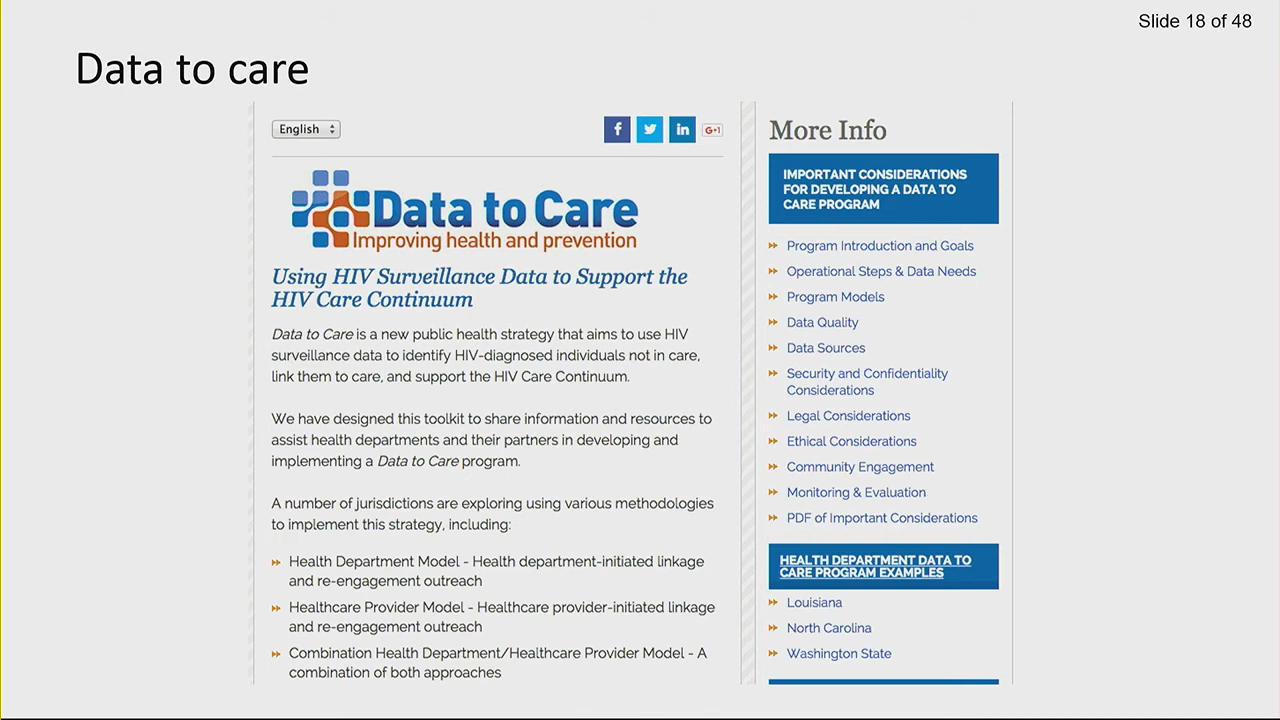 Slide 18 of 48
Data to care
English
f
in
G+1
Data to Care
Improving health and prevention
Using HIV Surveillance Data to Support the
HIV Care Continuum
Data to Care is a new public health strategy that aims to use HIV
surveillance data to identify HIV-diagnosed individuals not in care,
link them to care, and support the HIV Care Continuum.
We have designed this toolkit to share information and resources to
assist health departments and their partners in developing and
implementing a Data to Care program.
A number of jurisdictions are exploring using various methodologies
to implement this strategy, including:
Health Department Model - Health department-initiated linkage
and re-engagement outreach
Healthcare Provider Model - Healthcare provider-initiated linkage
and re-engagement outreach
Combination Health Department/Healthcare Provider Model - A
combination of both approaches
More Info
IMPORTANT CONSIDERATIONS
FOR DEVELOPING A DATA TO
CARE PROGRAM
Program Introduction and Goals
Operational Steps & Data Needs
Program Models
Data Quality
Data Sources
Security and Confidentiality
Considerations
Legal Considerations
Ethical Considerations
Community Engagement
Monitoring & Evaluation
PDF of Important Considerations
HEALTH DEPARTMENT DATA TO
CARE PROGRAM EXAMPLES
Louisiana
North Carolina
Washington State